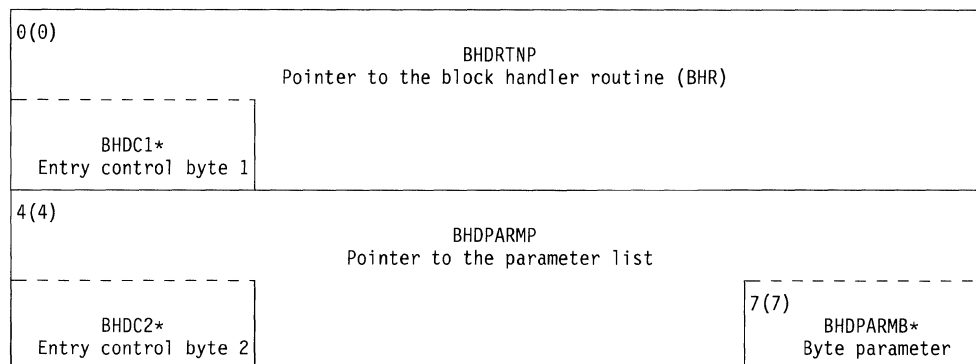 0(0)
BHDRTNP
Pointer to the block handler routine (BHR)
BHDC1*
Entry control byte 1
4(4)
BHDPARMP
Pointer to the parameter list
BHDC2*
Entry control byte 2
7(7)
BHDPARMB*
Byte parameter